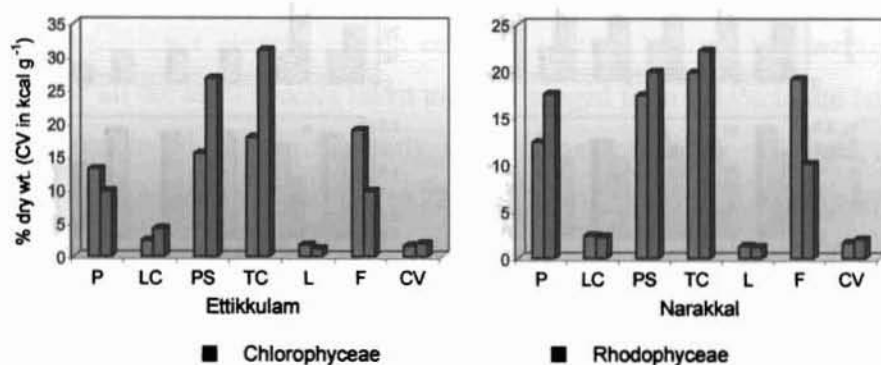 % dry wt. (CV in kcal g⁻¹)
35
30
25
20
15
10
5
0
P LC PS TC L F CV
Ettikkulam
25
20
15
10
5
0
P LC PS TC L F CV
Narakkal
Chlorophyceae Rhodophyceae